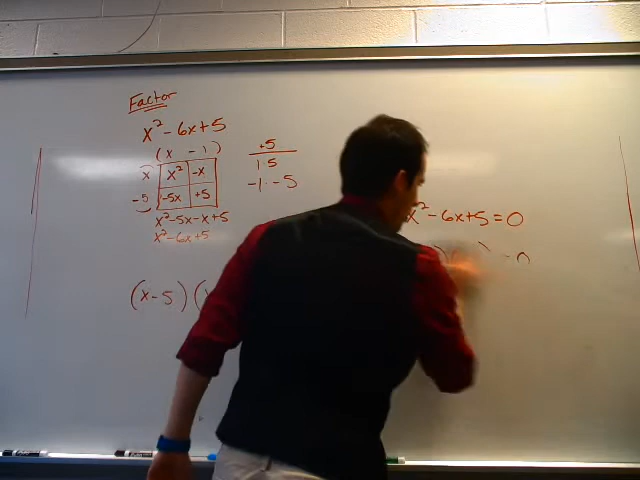 Factor
x² - 6x + 5
(x - 1)
x x² -x
-5 -5x +5
x² - 5x - x + 5
x² - 6x + 5
+5
1 · 5
-1 · -5
(x - 5)(
x² - 6x + 5 = 0
= 0